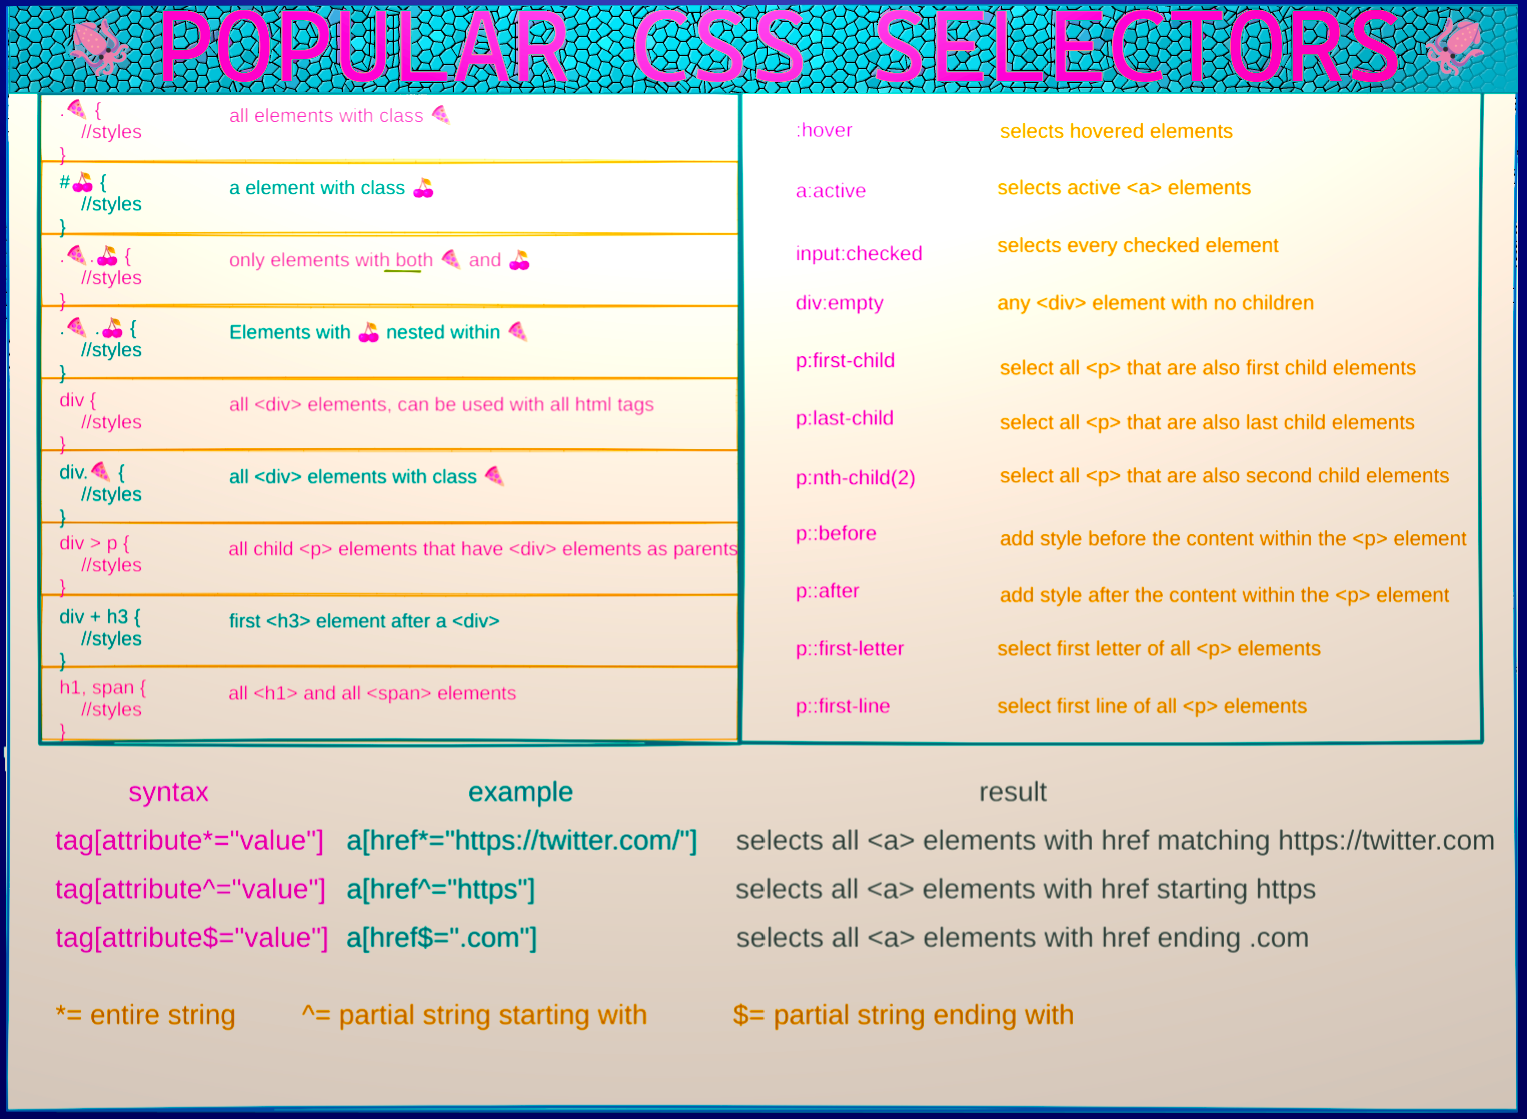 POPULAR CSS SELECTORS
.🍕 { all elements with class 🍕
//styles
}
#🍒 { a element with class 🍒
//styles
}
.🍕.🍒 { only elements with both 🍕 and 🍒
//styles
}
.🍕 .🍒 { Elements with 🍒 nested within 🍕
//styles
}
div { all <div> elements, can be used with all html tags
//styles
}
div.🍕 { all <div> elements with class 🍕
//styles
}
div > p { all child <p> elements that have <div> elements as parents
//styles
}
div + h3 { first <h3> element after a <div>
//styles
}
h1, span { all <h1> and all <span> elements
//styles
}
:hover selects hovered elements
a:active selects active <a> elements
input:checked selects every checked element
div:empty any <div> element with no children
p:first-child select all <p> that are also first child elements
p:last-child select all <p> that are also last child elements
p:nth-child(2) select all <p> that are also second child elements
p::before add style before the content within the <p> element
p::after add style after the content within the <p> element
p::first-letter select first letter of all <p> elements
p::first-line select first line of all <p> elements
syntax example result
tag[attribute*="value"] a[href*="https://twitter.com/"] selects all <a> elements with href matching https://twitter.com
tag[attribute^="value"] a[href^="https"] selects all <a> elements with href starting https
tag[attribute$="value"] a[href$=".com"] selects all <a> elements with href ending .com
*= entire string ^= partial string starting with $= partial string ending with